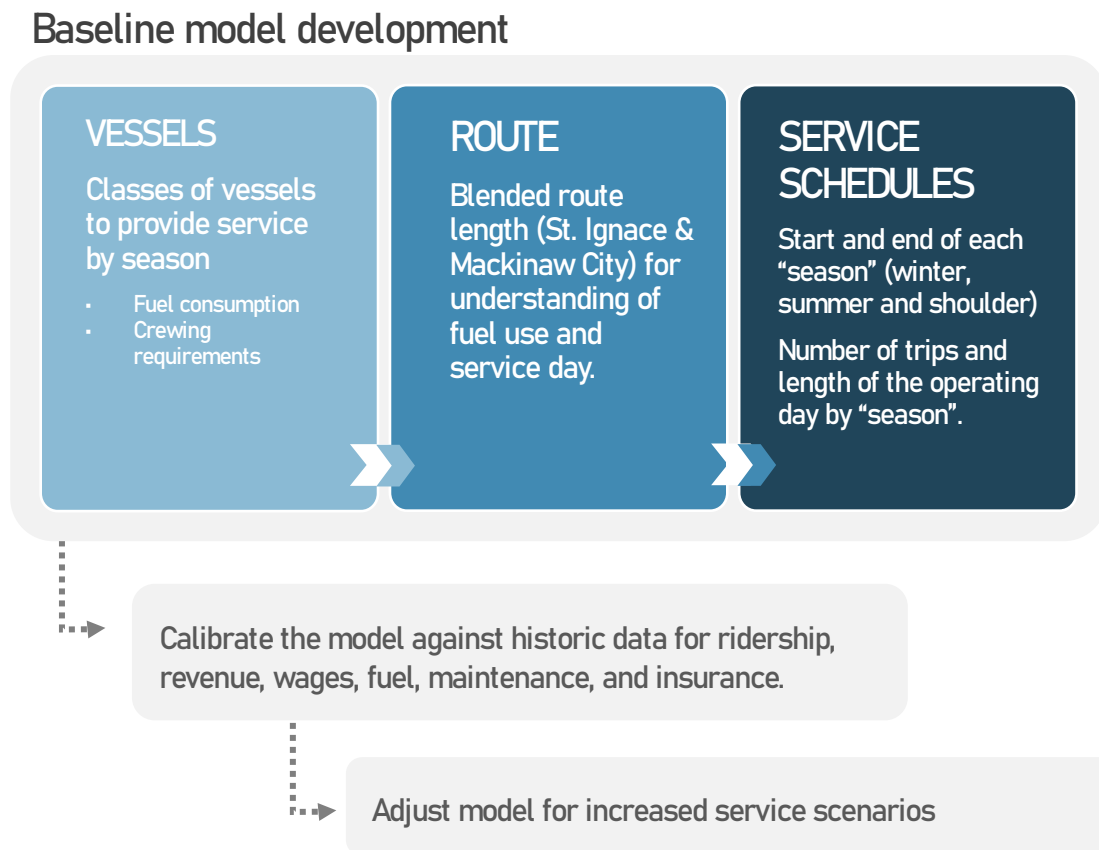 Baseline model development
VESSELS
Classes of vessels
to provide service
by season
▪ Fuel consumption
▪ Crewing
requirements
ROUTE
Blended route
length (St. Ignace &
Mackinaw City) for
understanding of
fuel use and
service day.
SERVICE
SCHEDULES
Start and end of each
“season” (winter,
summer and shoulder)
Number of trips and
length of the operating
day by “season”.
Calibrate the model against historic data for ridership,
revenue, wages, fuel, maintenance, and insurance.
Adjust model for increased service scenarios